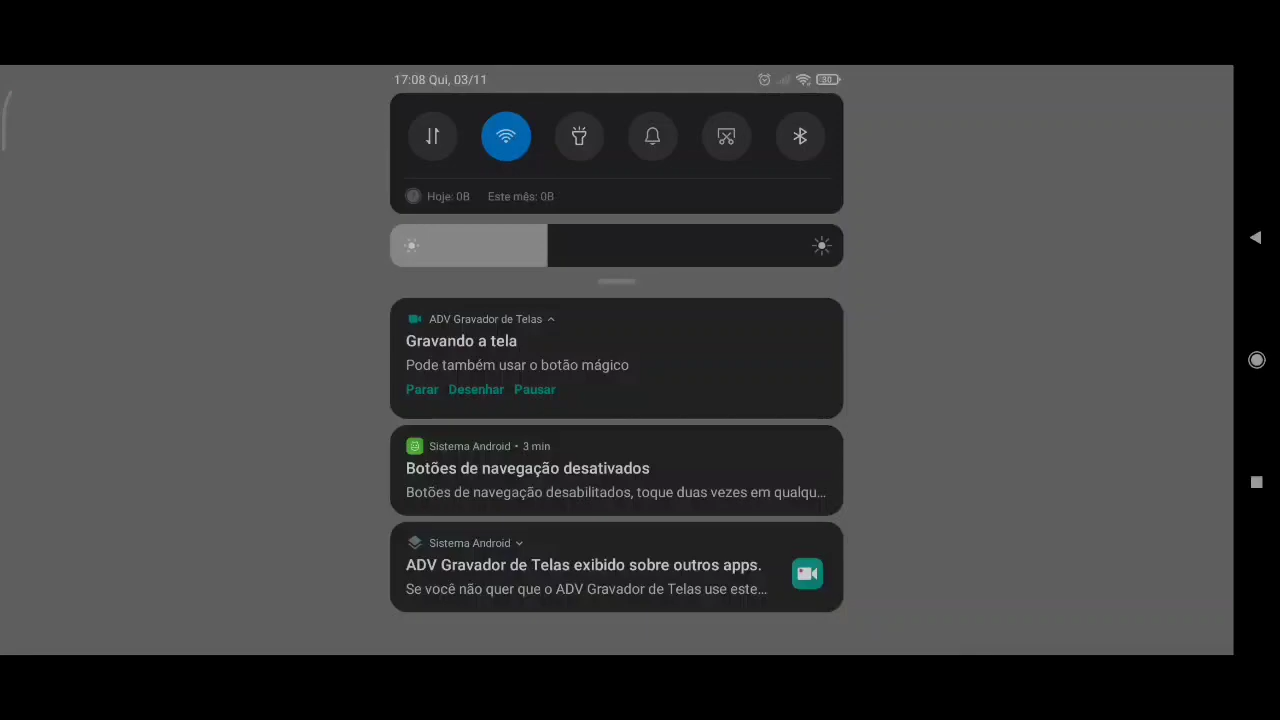 17:08 Qui, 03/11
30
Hoje: 0B Este mês: 0B
ADV Gravador de Telas
Gravando a tela
Pode também usar o botão mágico
Parar Desenhar Pausar
Sistema Android • 3 min
Botões de navegação desativados
Botões de navegação desabilitados, toque duas vezes em qualqu...
Sistema Android
ADV Gravador de Telas exibido sobre outros apps.
Se você não quer que o ADV Gravador de Telas use este...